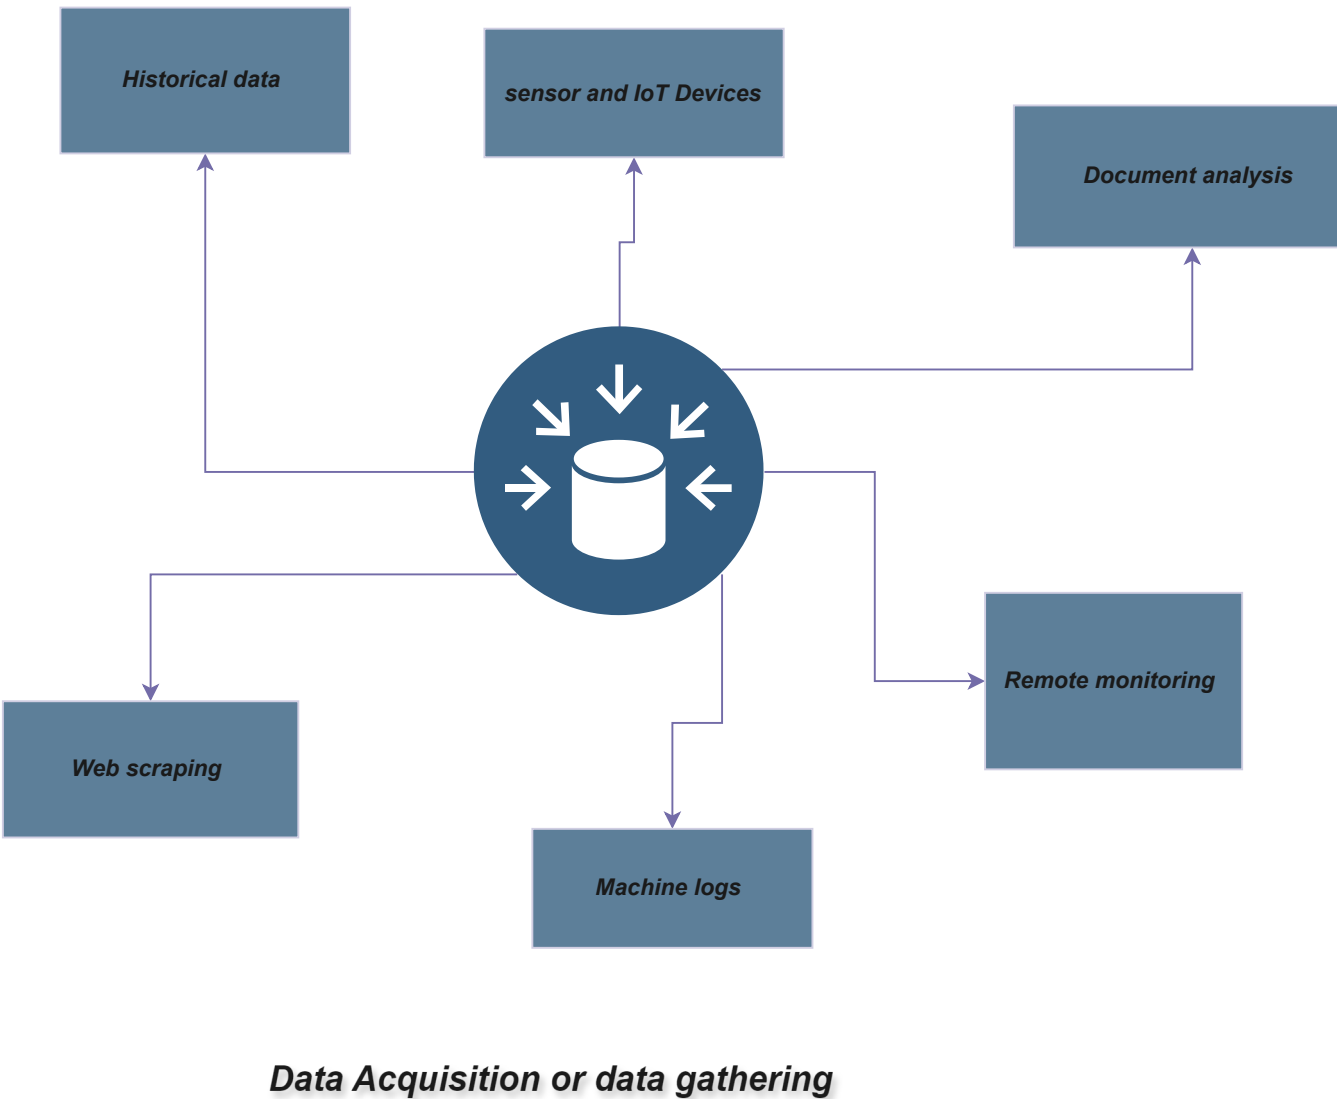 Historical data
sensor and IoT Devices
Document analysis
Remote monitoring
Web scraping
Machine logs
Data Acquisition or data gathering